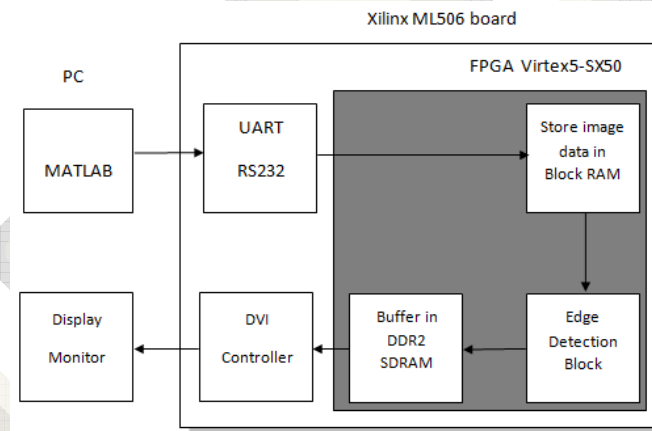 Xilinx ML506 board
FPGA Virtex5-SX50
PC
MATLAB
UART
RS232
Store image
data in
Block RAM
Display
Monitor
DVI
Controller
Buffer in
DDR2
SDRAM
Edge
Detection
Block